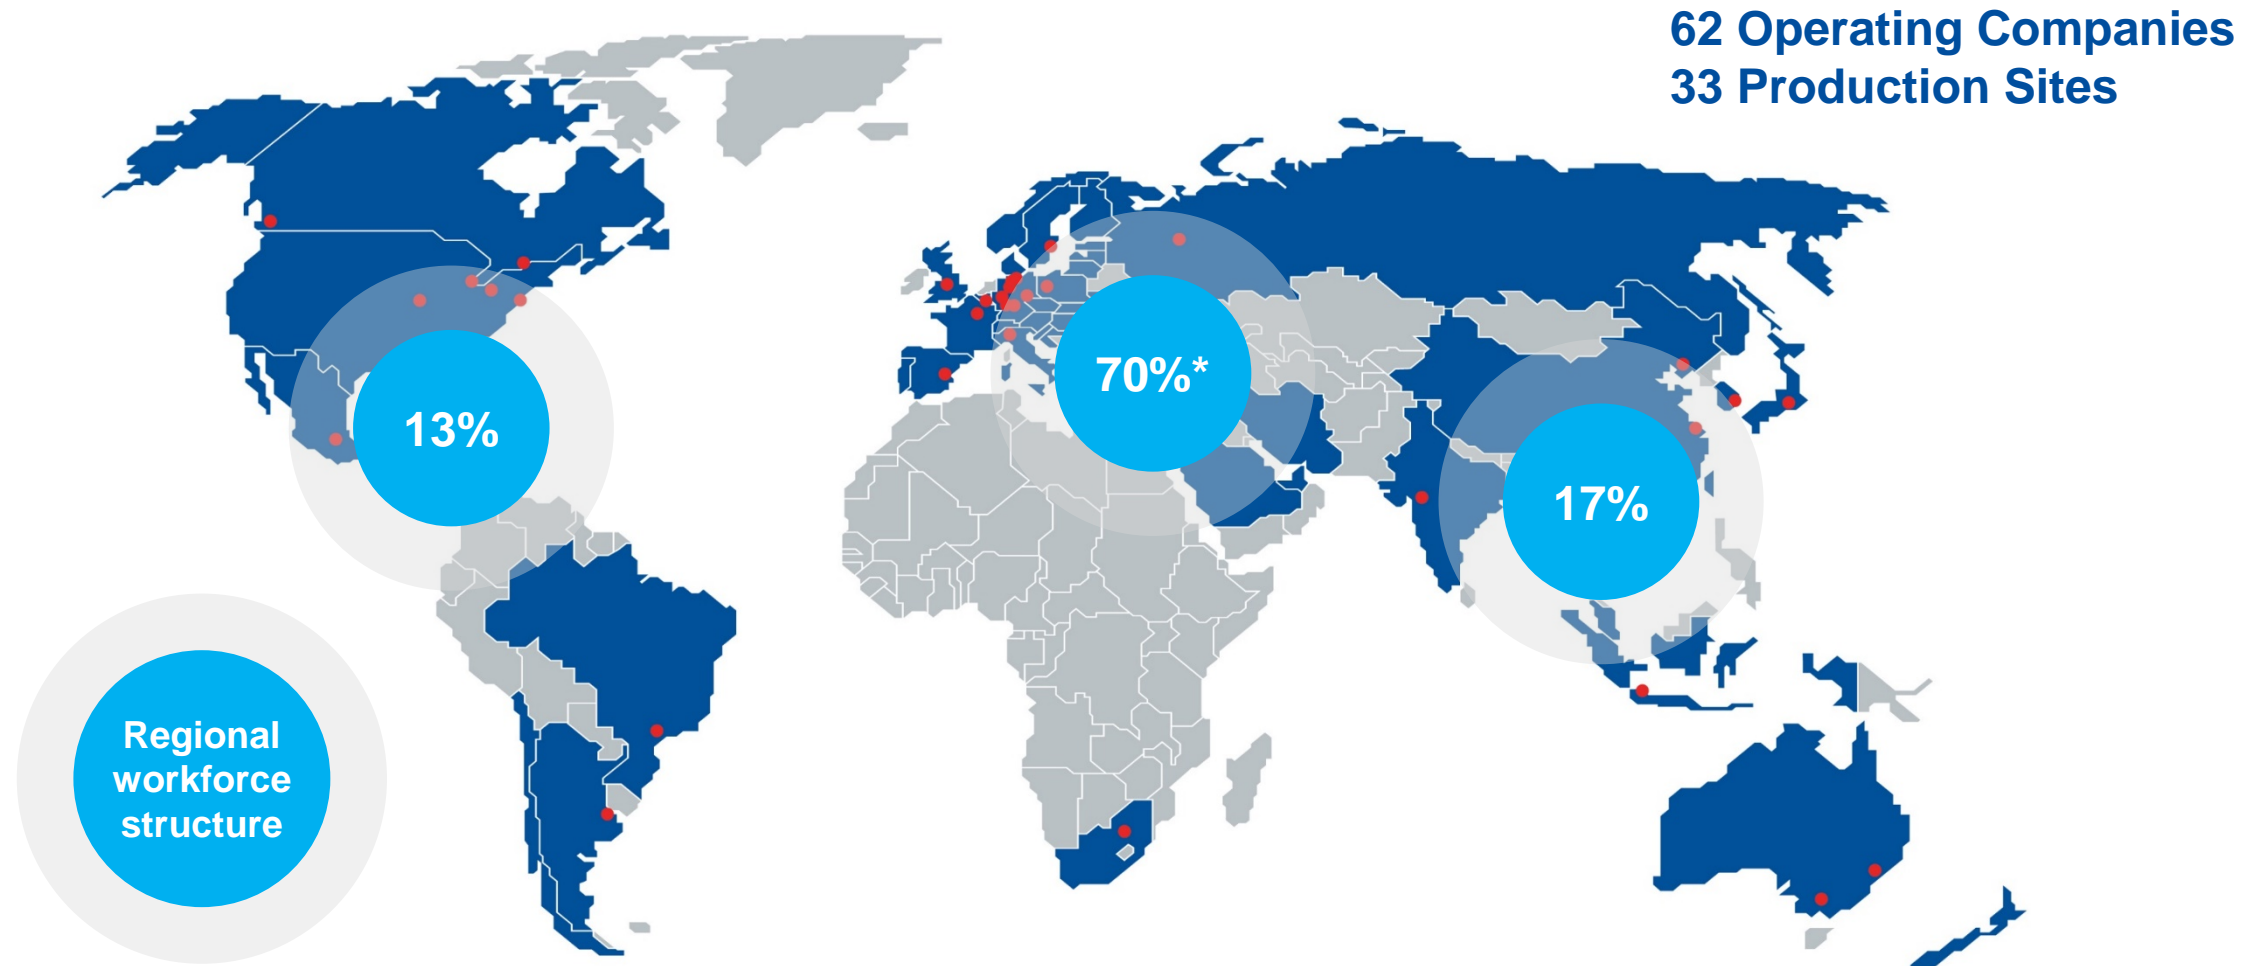 62 Operating Companies
33 Production Sites
70%*
13%
17%
Regional
workforce
structure